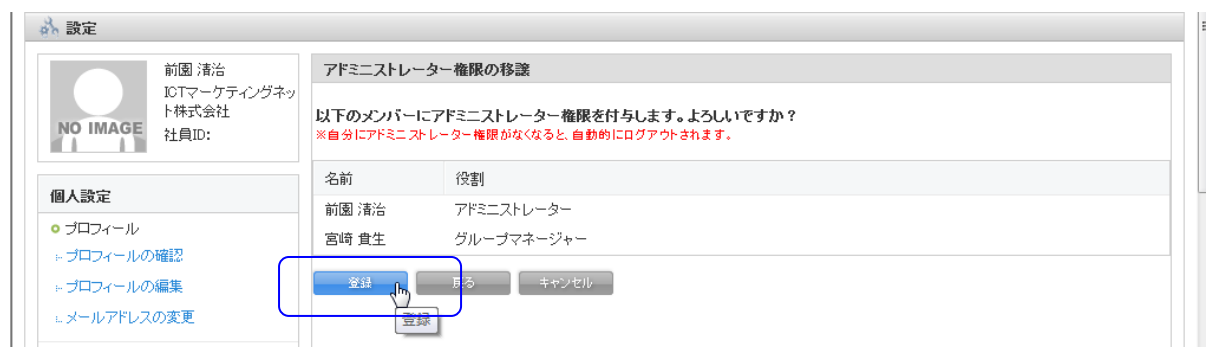 設定
前園 清治
ICTマーケティングネッ
ト株式会社
社員ID:
NO IMAGE
個人設定
プロフィール
プロフィールの確認
プロフィールの編集
メールアドレスの変更
アドミニストレーター権限の移譲
以下のメンバーにアドミニストレーター権限を付与します。よろしいですか？
※自分にアドミニストレーター権限がなくなると、自動的にログアウトされます。
名前 役割
前園 清治 アドミニストレーター
宮崎 貴生 グループマネージャー
登録 戻る キャンセル
登録